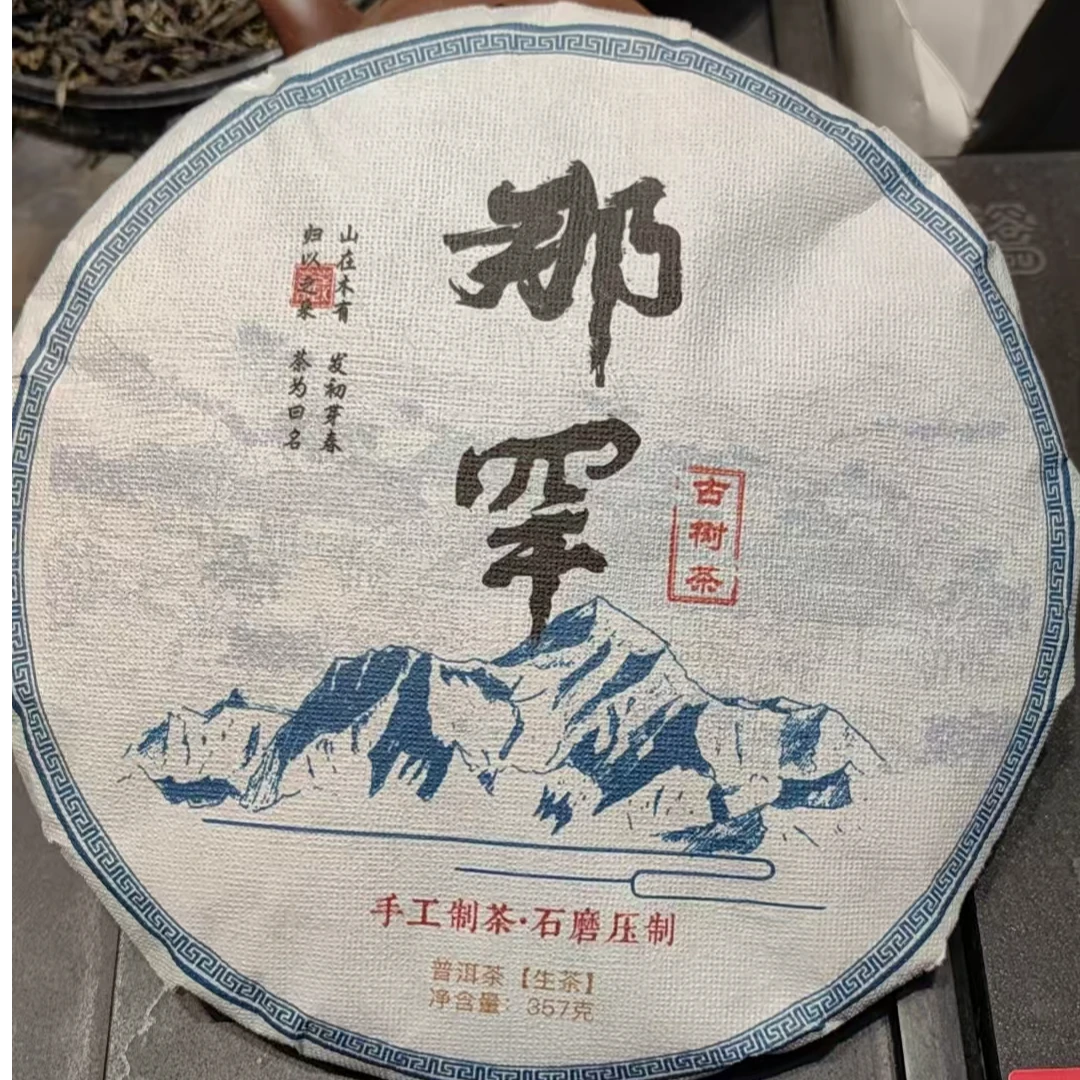 那罕
古树茶
山在木有 发初芽春
归以之 茶为曰名
手工制茶·石磨压制
普洱茶【生茶】
净含量：357克